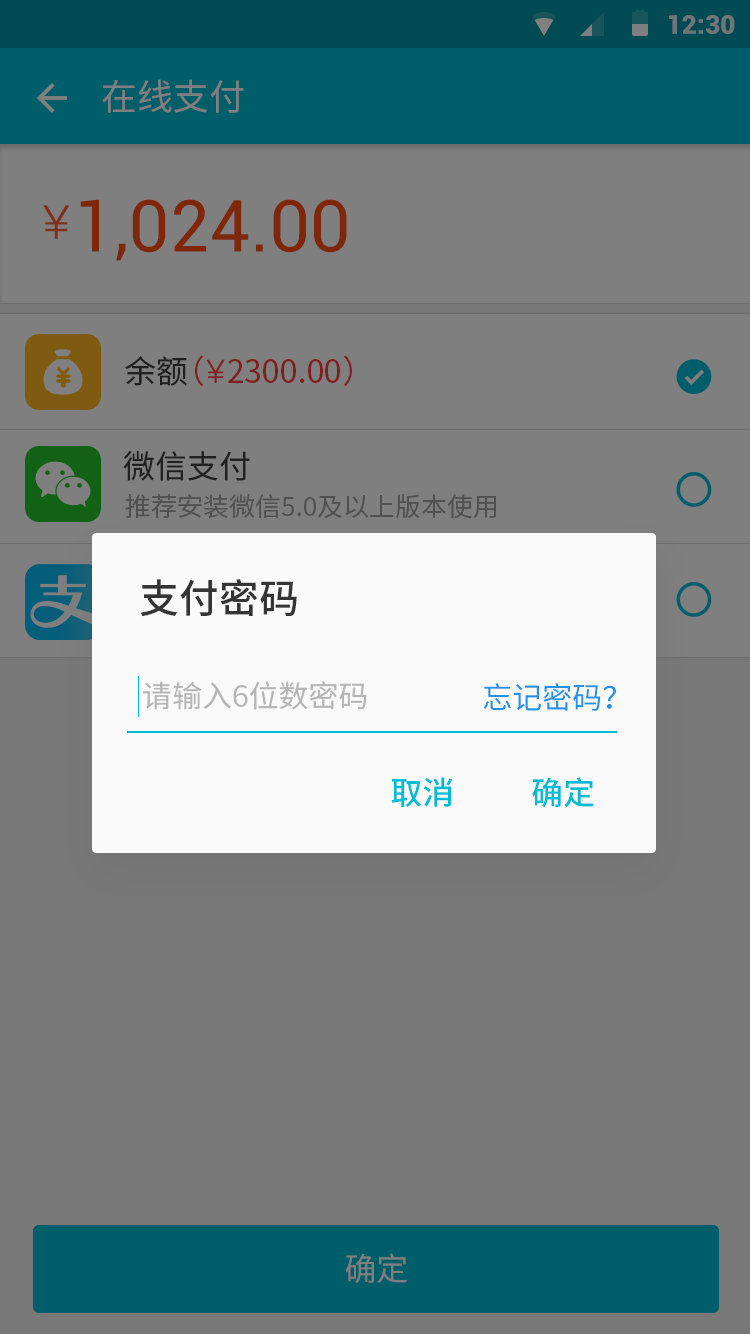 12:30
在线支付
¥1,024.00
余额(¥2300.00)
微信支付
推荐安装微信5.0及以上版本使用
支
支付密码
请输入6位数密码 忘记密码?
取消 确定
确定